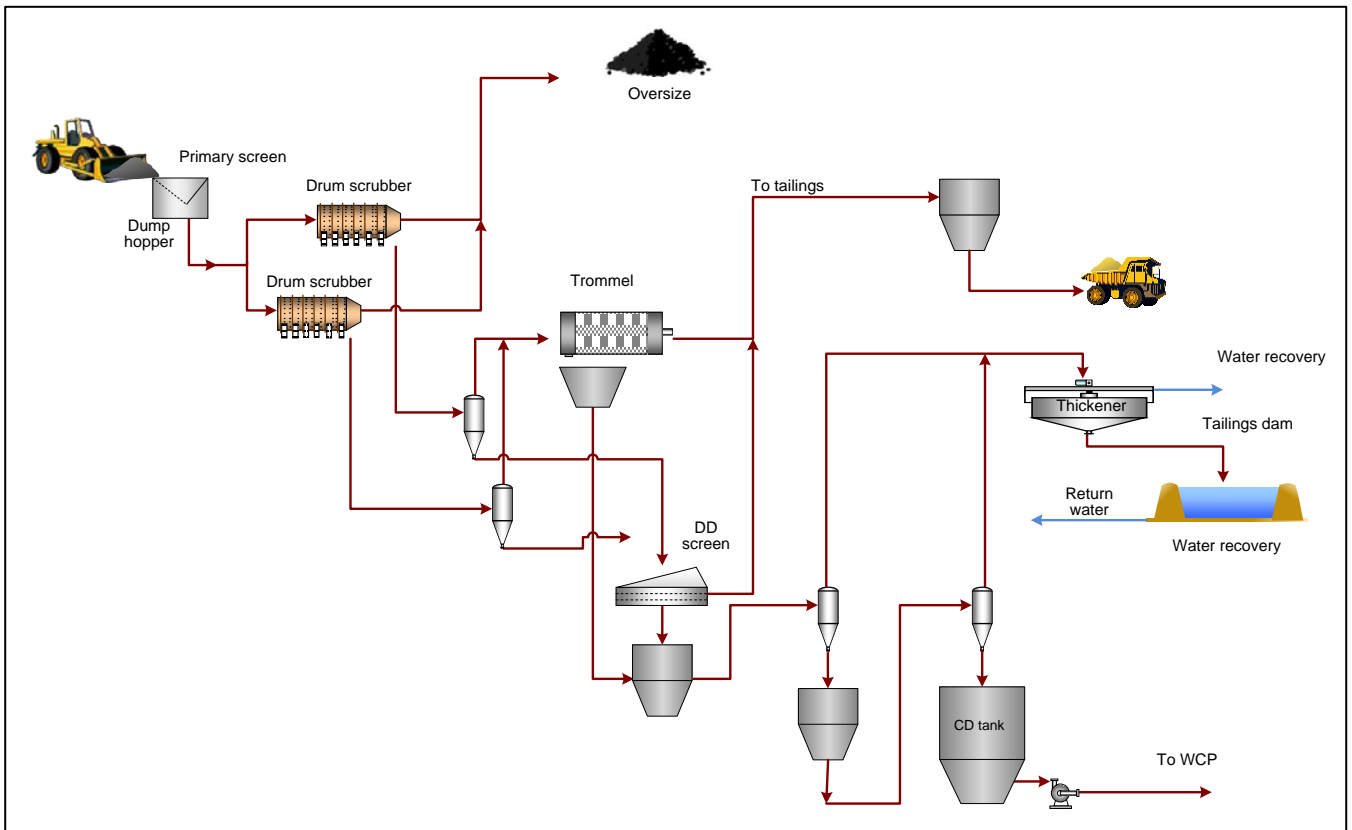 Oversize
Primary screen
Drum scrubber
To tailings
Dump
hopper
Drum scrubber
Trommel
Water recovery
Thickener
Tailings dam
Return
water
DD
screen
Water recovery
CD tank
To WCP